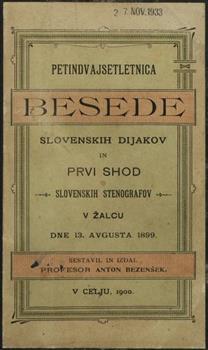 2 7. NOV. 1933
PETINDVAJSETLETNICA
BESEDE
SLOVENSKIH DIJAKOV
IN
PRVI SHOD
SLOVENSKIH STENOGRAFOV
V ŽALCU
DNE 13. AVGUSTA 1899.
SESTAVIL IN IZDAL
PROFESOR ANTON BEZENŠEK.
V CELJU, 1900.